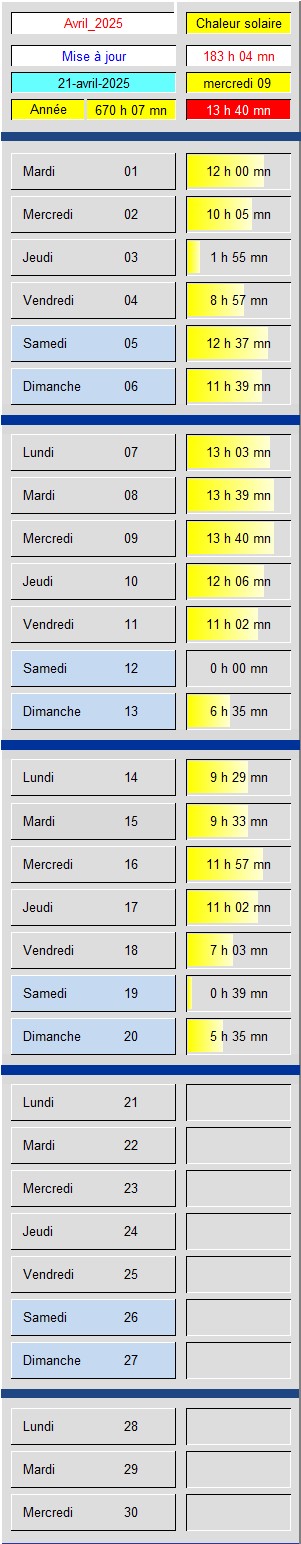 Avril_2025 Chaleur solaire
Mise à jour 183 h 04 mn
21-avril-2025 mercredi 09
Année 670 h 07 mn 13 h 40 mn
Mardi 01 12 h 00 mn
Mercredi 02 10 h 05 mn
Jeudi 03 1 h 55 mn
Vendredi 04 8 h 57 mn
Samedi 05 12 h 37 mn
Dimanche 06 11 h 39 mn
Lundi 07 13 h 03 mn
Mardi 08 13 h 39 mn
Mercredi 09 13 h 40 mn
Jeudi 10 12 h 06 mn
Vendredi 11 11 h 02 mn
Samedi 12 0 h 00 mn
Dimanche 13 6 h 35 mn
Lundi 14 9 h 29 mn
Mardi 15 9 h 33 mn
Mercredi 16 11 h 57 mn
Jeudi 17 11 h 02 mn
Vendredi 18 7 h 03 mn
Samedi 19 0 h 39 mn
Dimanche 20 5 h 35 mn
Lundi 21
Mardi 22
Mercredi 23
Jeudi 24
Vendredi 25
Samedi 26
Dimanche 27
Lundi 28
Mardi 29
Mercredi 30